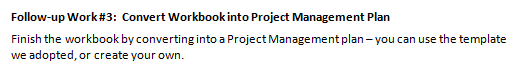 Follow-up Work #3:  Convert Workbook into Project Management Plan
Finish the workbook by converting into a Project Management plan – you can use the template
we adopted, or create your own.